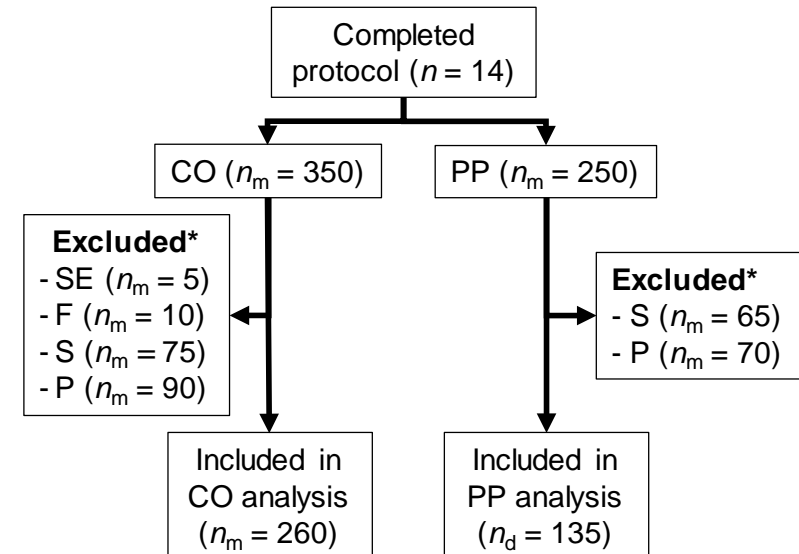 Completed
protocol (n = 14)
CO (nm = 350)
PP (nm = 250)
Excluded*
- SE (nm = 5)
- F (nm = 10)
- S (nm = 75)
- P (nm = 90)
Excluded*
- S (nm = 65)
- P (nm = 70)
Included in
CO analysis
(nm = 260)
Included in
PP analysis
(nd = 135)